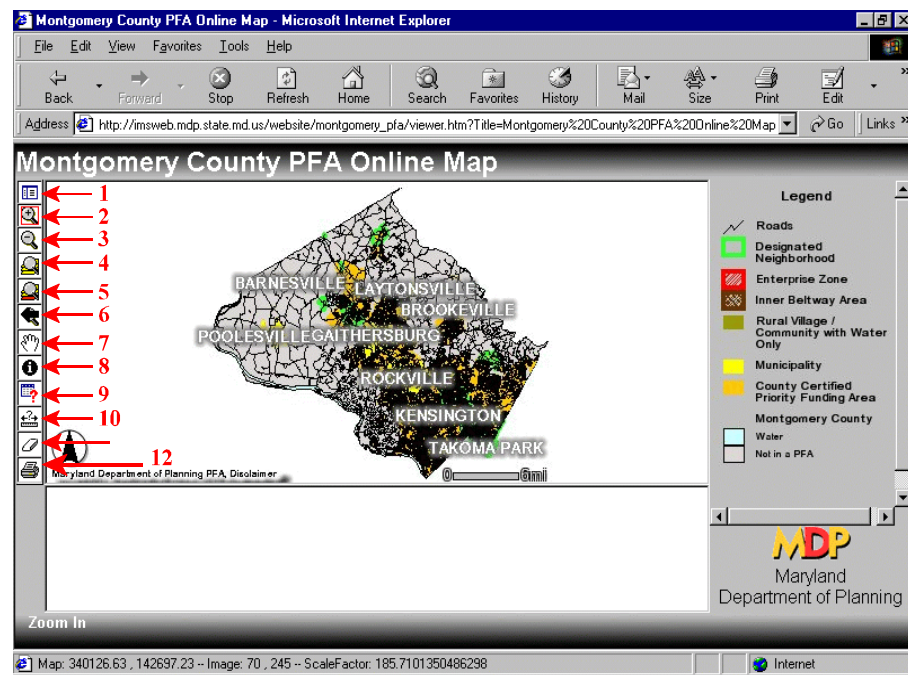 Montgomery County PFA Online Map - Microsoft Internet Explorer
File Edit View Favorites Tools Help
Back Forward Stop Refresh Home Search Favorites History Mail Size Print Edit »
Address http://imsweb.mdp.state.md.us/website/montgomery_pfa/viewer.htm?Title=Montgomery%20County%20PFA%20Online%20Map Go Links »
Montgomery County PFA Online Map
1
2
3
4
5
6
7
8
9
10
12
BARNESVILLE LAYTONSVILLE
BROOKEVILLE
POOLESVILLE GAITHERSBURG
ROCKVILLE
KENSINGTON
TAKOMA PARK
Maryland Department of Planning PFA, Disclaimer
0 6mi
Legend
Roads
Designated
Neighborhood
Enterprise Zone
Inner Beltway Area
Rural Village /
Community with Water
Only
Municipality
County Certified
Priority Funding Area
Montgomery County
Water
Not in a PFA
MDP
Maryland
Department of Planning
Zoom In
Map: 340126.63 , 142697.23 -- Image: 70 , 245 -- ScaleFactor: 185.7101350486298
Internet